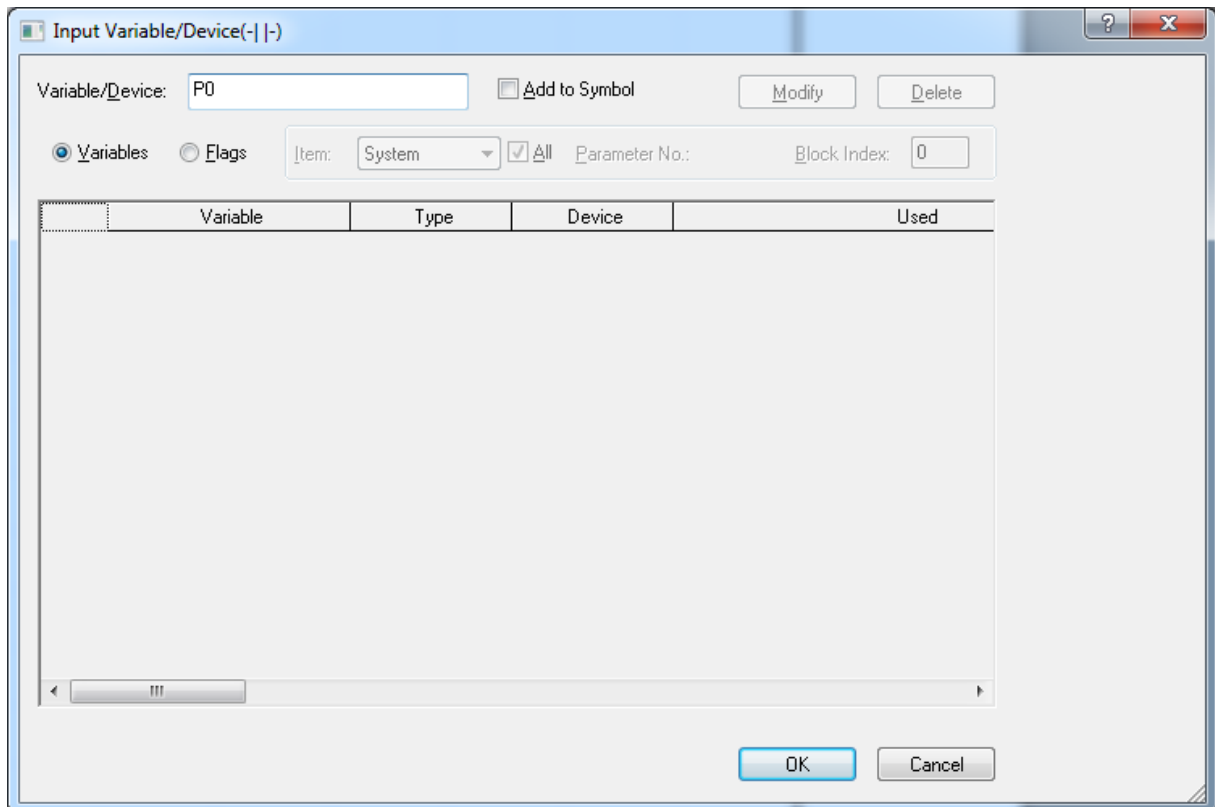 Input Variable/Device(-| |-)
?
X
Variable/Device: P0 Add to Symbol Modify Delete
Variables Flags Item: System All Parameter No.: Block Index: 0
Variable Type Device Used
OK Cancel